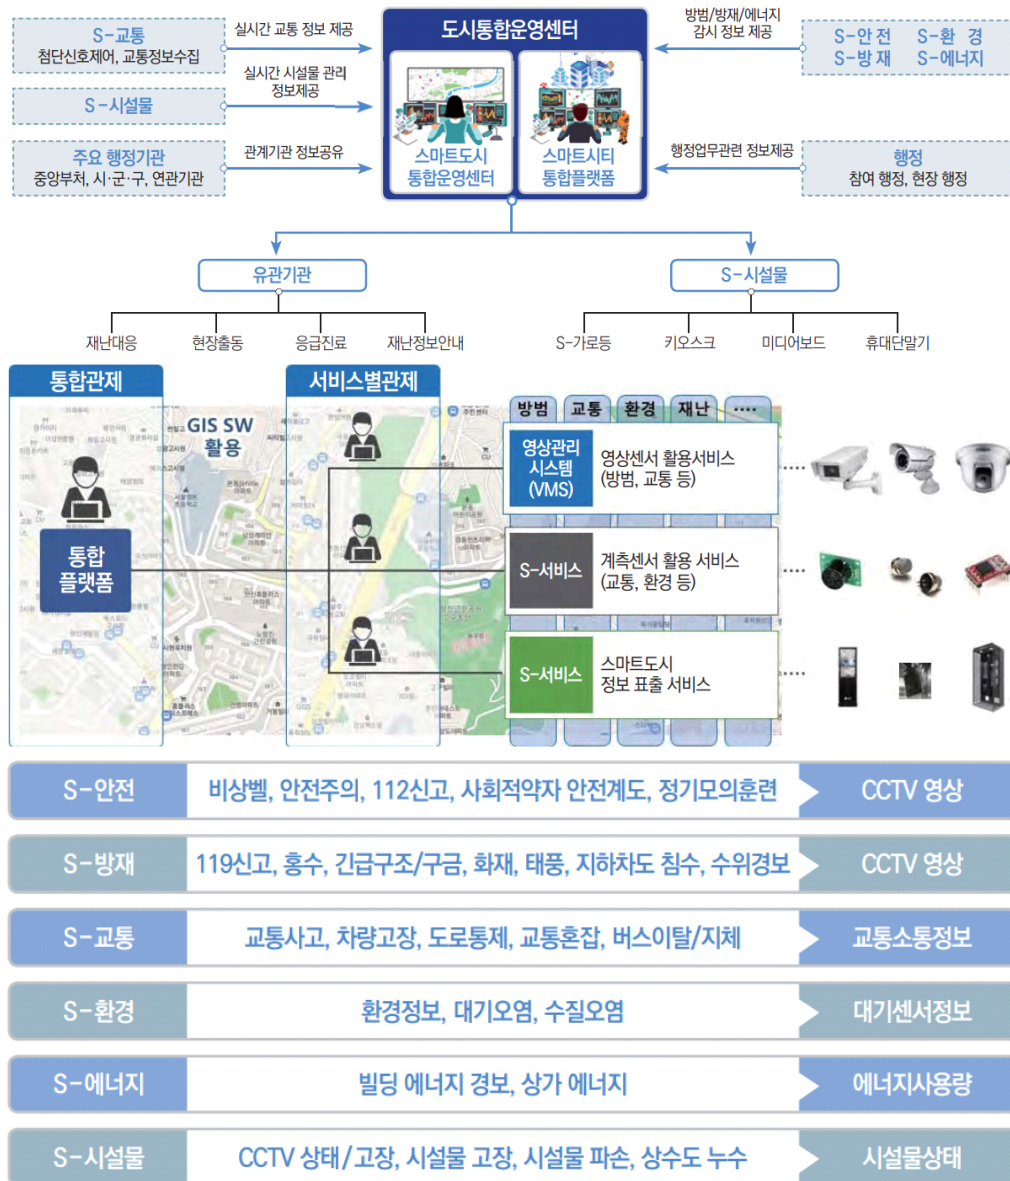 S-교통
첨단신호제어, 교통정보수집
실시간 교통 정보 제공
S-시설물
실시간 시설물 관리
정보제공
주요 행정기관
중앙부처, 시·군·구, 연관기관
관계기관 정보공유
도시통합운영센터
스마트도시
통합운영센터
스마트시티
통합플랫폼
방범/방재/에너지
감시 정보 제공
S-안 전 S-환 경
S-방 재 S-에너지
행정업무관련 정보제공
행정
참여 행정, 현장 행정
유관기관
S-시설물
재난대응 현장출동 응급진료 재난정보안내
S-가로등 키오스크 미디어보드 휴대단말기
통합관제
GIS SW
활용
서비스별관제
통합
플랫폼
방범 교통 환경 재난 ....
영상관리
시스템
(VMS)
영상센서 활용서비스
(방범, 교통 등)
S-서비스
계측센서 활용 서비스
(교통, 환경 등)
S-서비스
스마트도시
정보 표출 서비스
S-안전 비상벨, 안전주의, 112신고, 사회적약자 안전계도, 정기모의훈련 CCTV 영상
S-방재 119신고, 홍수, 긴급구조/구금, 화재, 태풍, 지하차도 침수, 수위경보 CCTV 영상
S-교통 교통사고, 차량고장, 도로통제, 교통혼잡, 버스이탈/지체 교통소통정보
S-환경 환경정보, 대기오염, 수질오염 대기센서정보
S-에너지 빌딩 에너지 경보, 상가 에너지 에너지사용량
S-시설물 CCTV 상태/고장, 시설물 고장, 시설물 파손, 상수도 누수 시설물상태